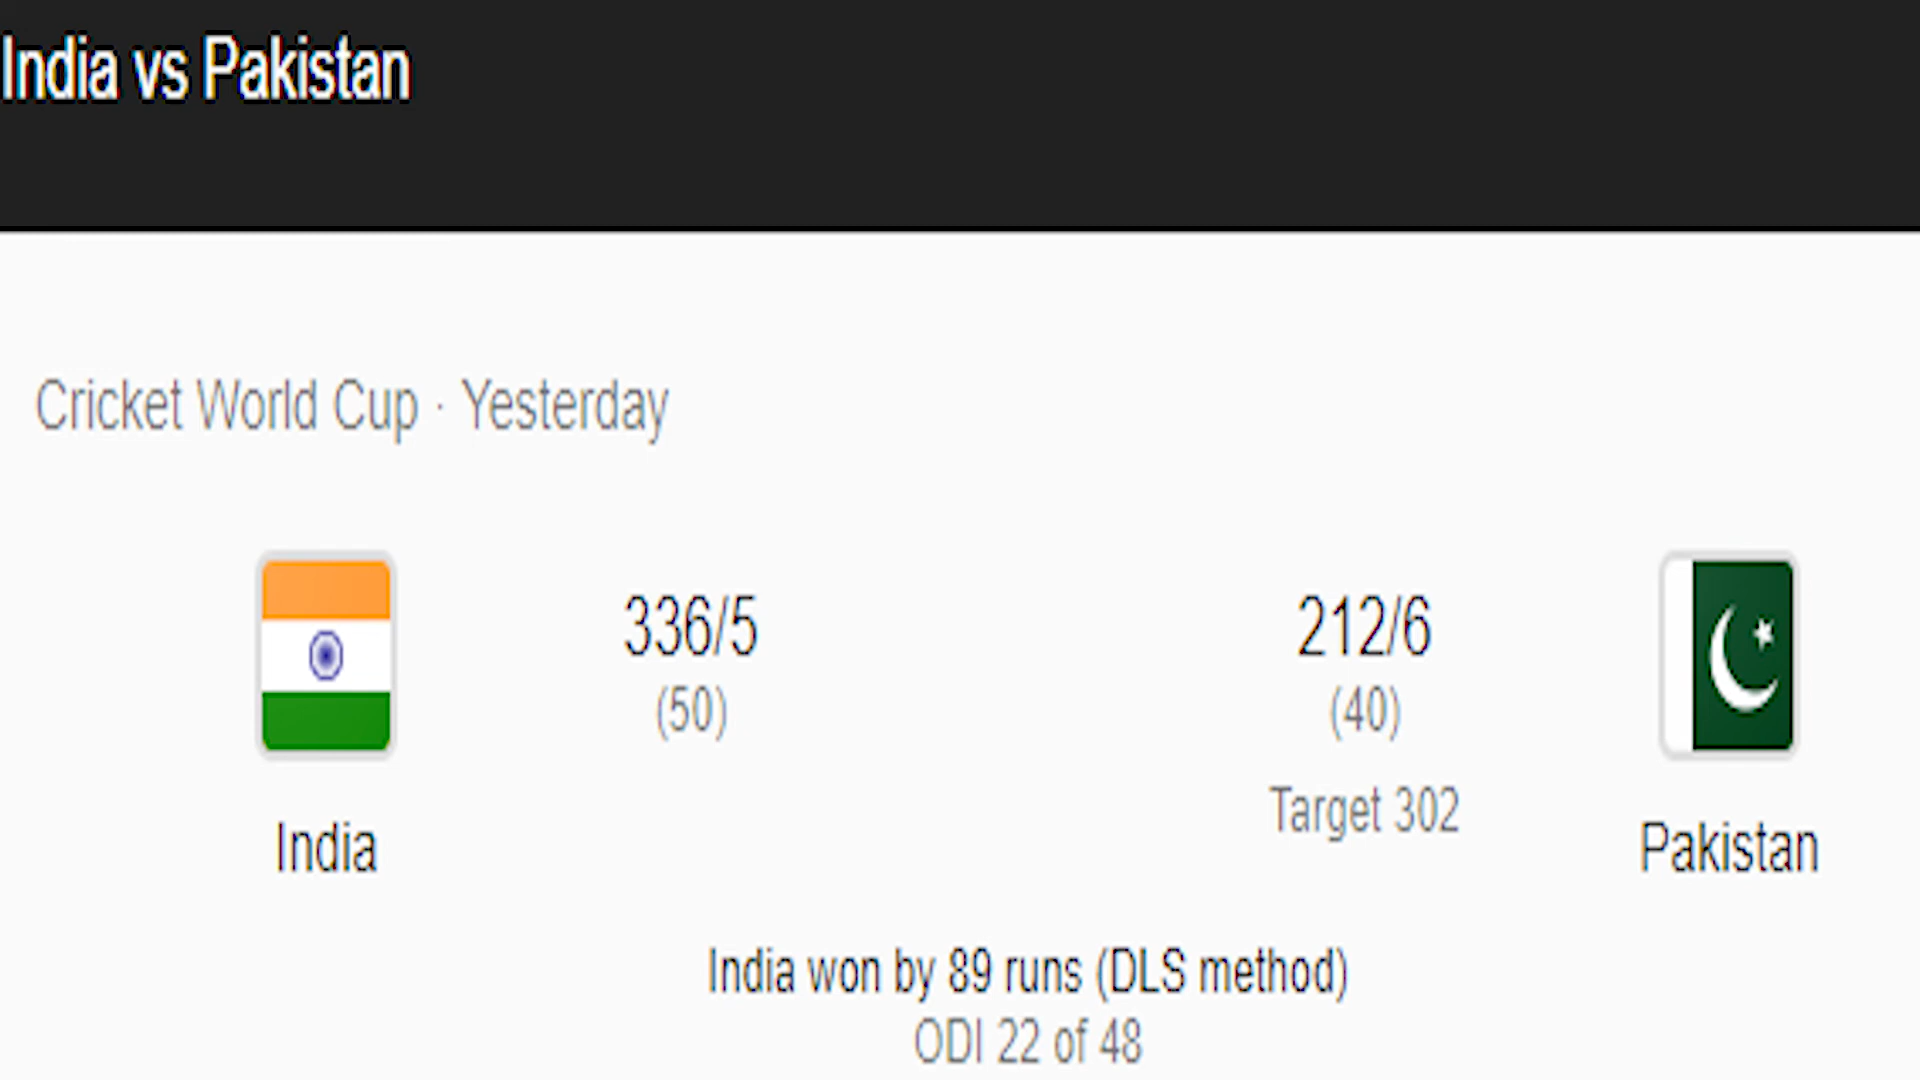 India vs Pakistan
Cricket World Cup · Yesterday
336/5
(50)
India
212/6
(40)
Target 302
Pakistan
India won by 89 runs (DLS method)
ODI 22 of 48